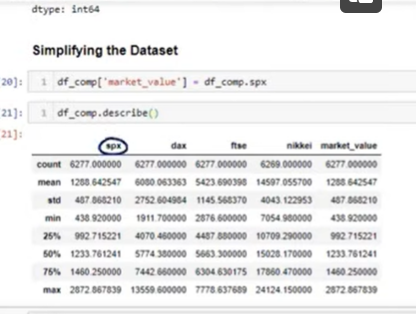 dtype: int64
Simplifying the Dataset
20]: 1 df_comp['market_value'] = df_comp.spx
21]: 1 df_comp.describe()
21]:
spx dax ftse nikkei market_value
count 6277.000000 6277.000000 6277.000000 6269.000000 6277.000000
mean 1288.642547 6080.063363 5423.690398 14597.055700 1288.642547
std 487.868210 2752.604984 1145.568370 4043.122953 487.868210
min 438.920000 1911.700000 2876.600000 7054.980000 438.920000
25% 992.715221 4070.460000 4487.880000 10709.290000 992.715221
50% 1233.761241 5774.380000 5663.300000 15028.170000 1233.761241
75% 1460.250000 7442.660000 6304.630175 17860.470000 1460.250000
max 2872.867839 13559.600000 7778.637689 24124.150000 2872.867839